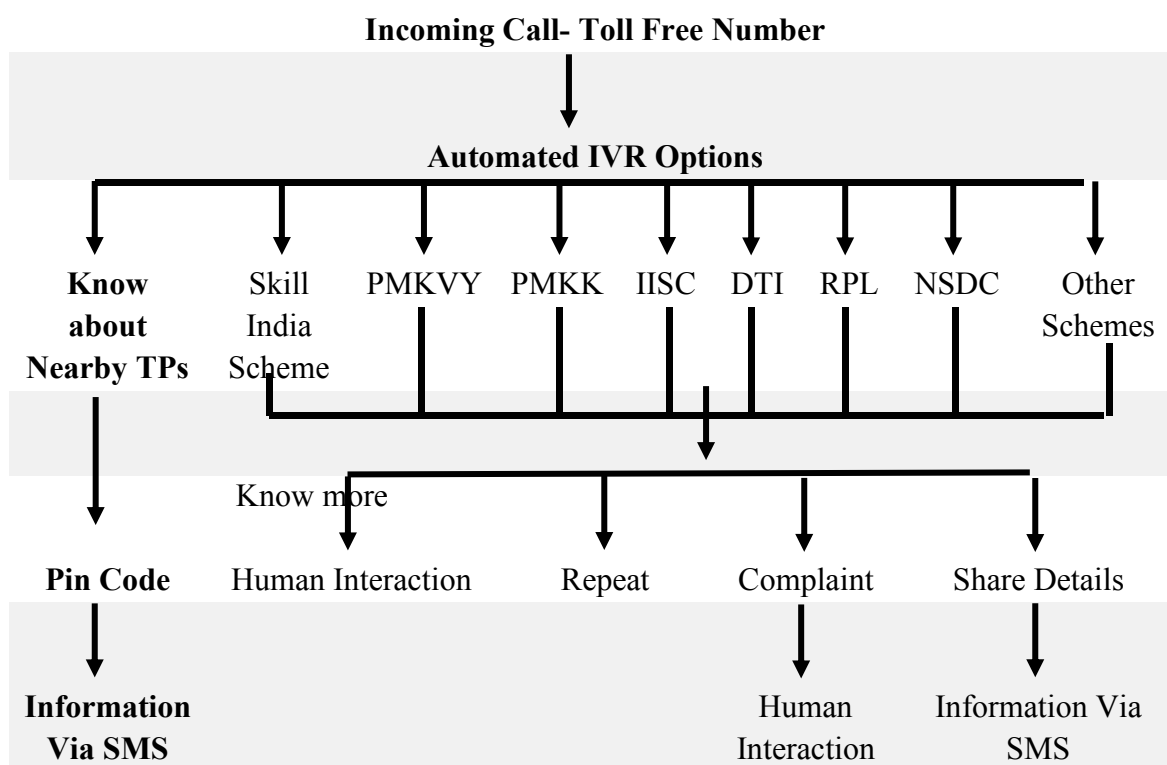 Incoming Call- Toll Free Number
Automated IVR Options
Know
about
Nearby TPs
Skill
India
Scheme
PMKVY
PMKK
IISC
DTI
RPL
NSDC
Other
Schemes
Know more
Pin Code
Human Interaction
Repeat
Complaint
Share Details
Information
Via SMS
Human
Interaction
Information Via
SMS